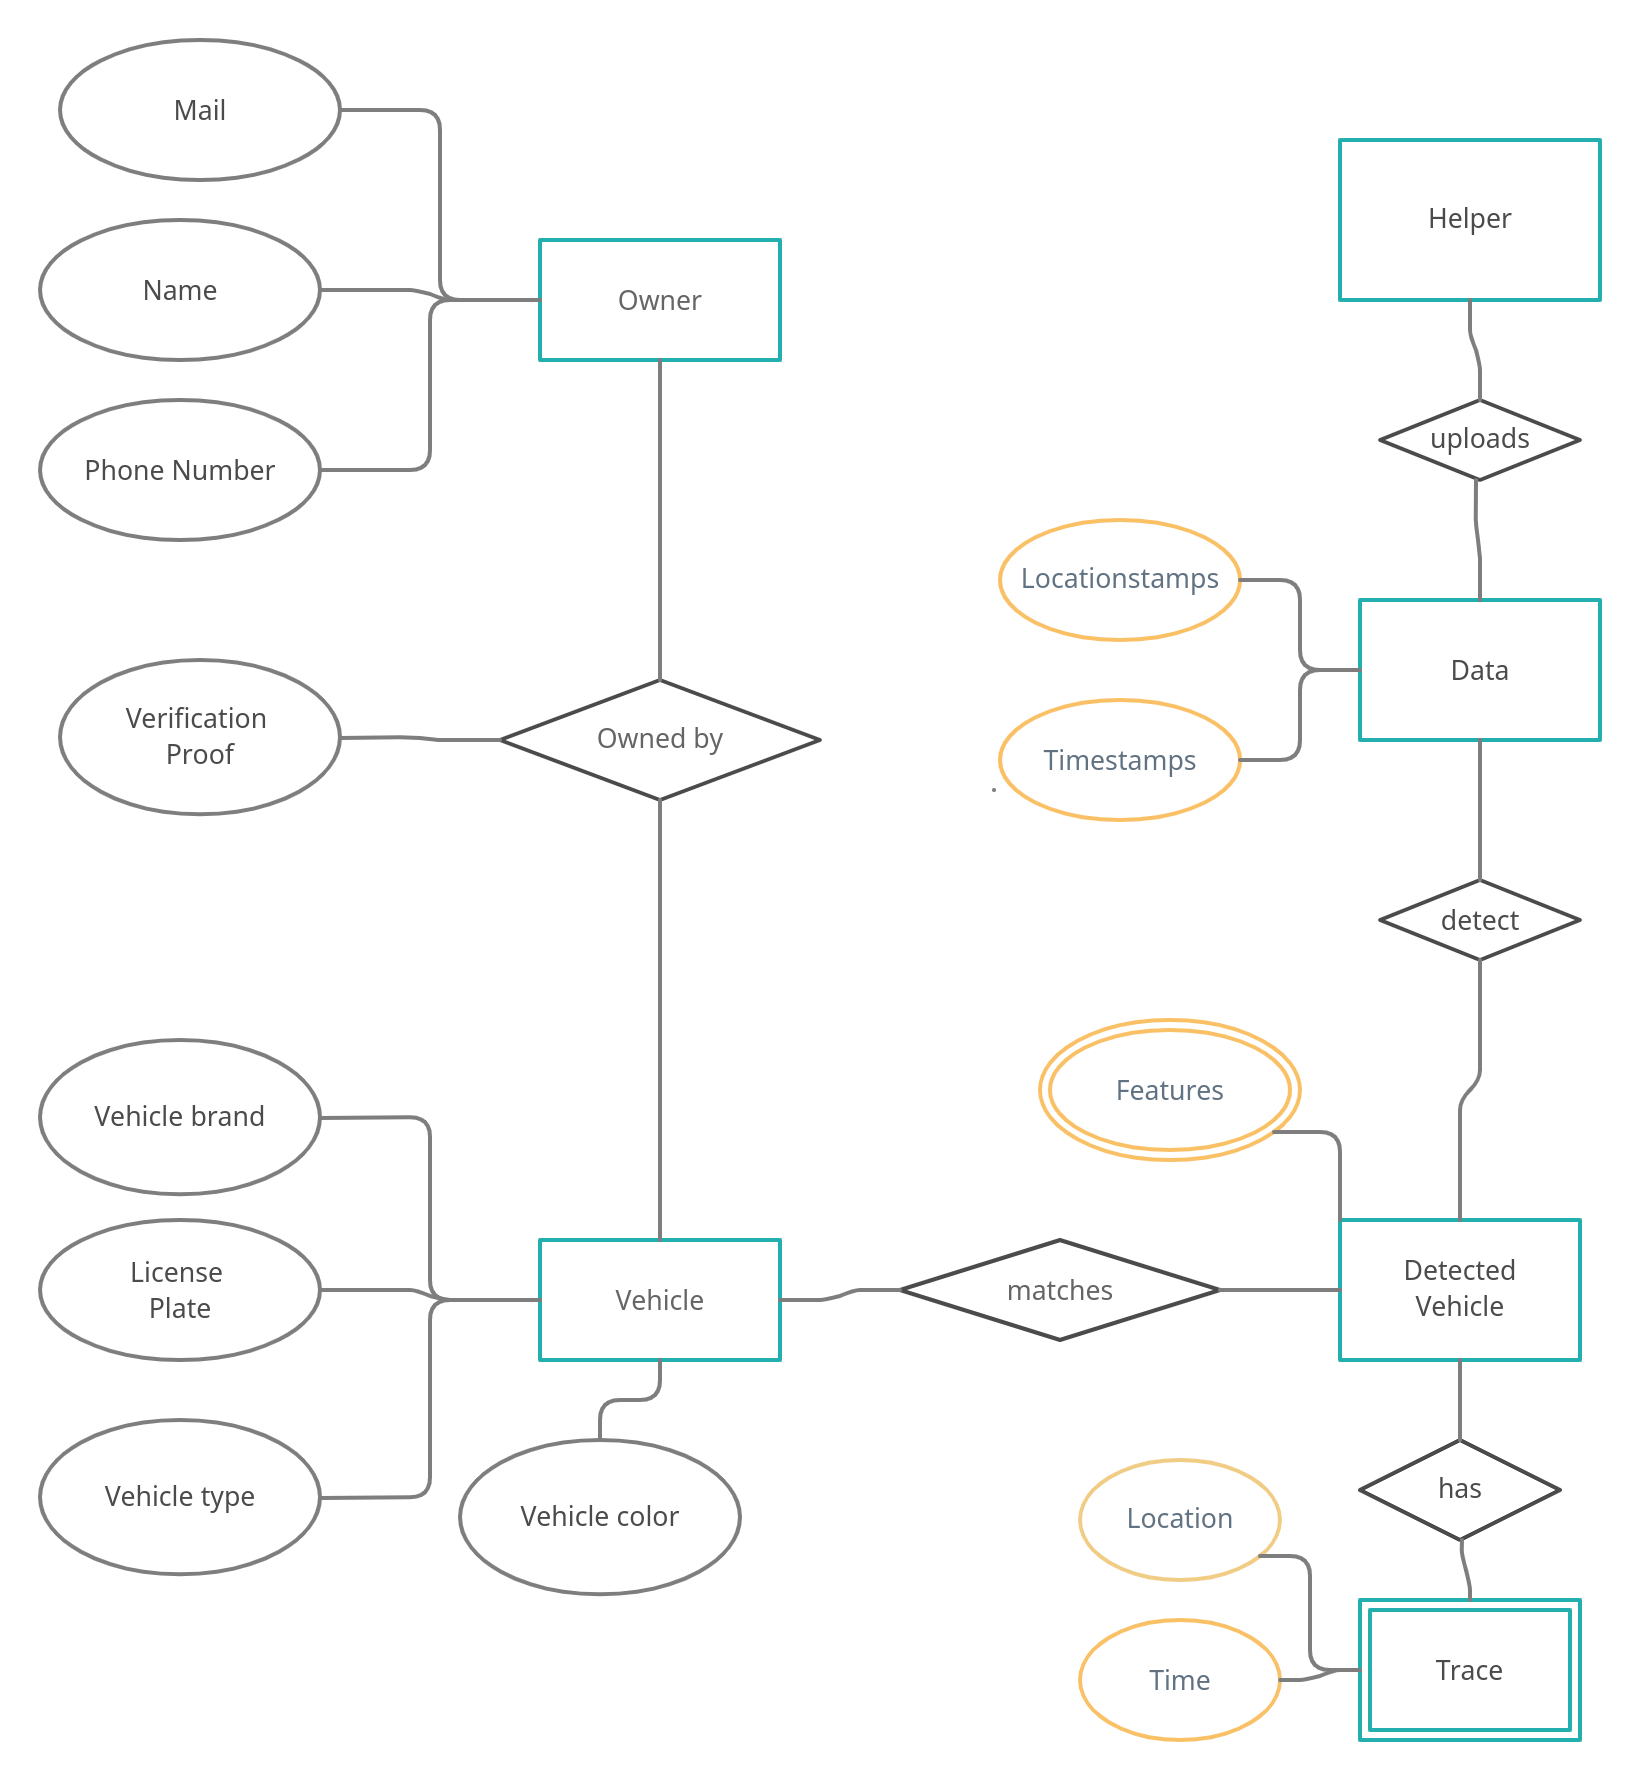 Mail
Name
Phone Number
Owner
Helper
uploads
Locationstamps
Timestamps
Data
Verification
Proof
Owned by
detect
Features
Vehicle brand
License
Plate
Vehicle type
Vehicle
Vehicle color
matches
Detected
Vehicle
has
Location
Time
Trace